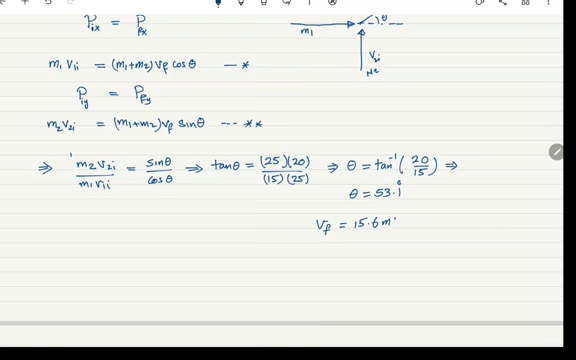 P_ix = P_fx
m₁
θ
m₁ v₁i = (m₁+m₂) v_f cos θ — *
V₂i
M₂
P_iy = P_fy
m₂ v₂i = (m₁+m₂) v_f sin θ --- **
⇒ m₂ v₂i / m₁ v₁i = sin θ / cos θ ⇒ tan θ = (25)(20) / (15)(25) ⇒ θ = tan⁻¹ (20/15) ⇒
θ = 53.1°
V_f = 15.6 m